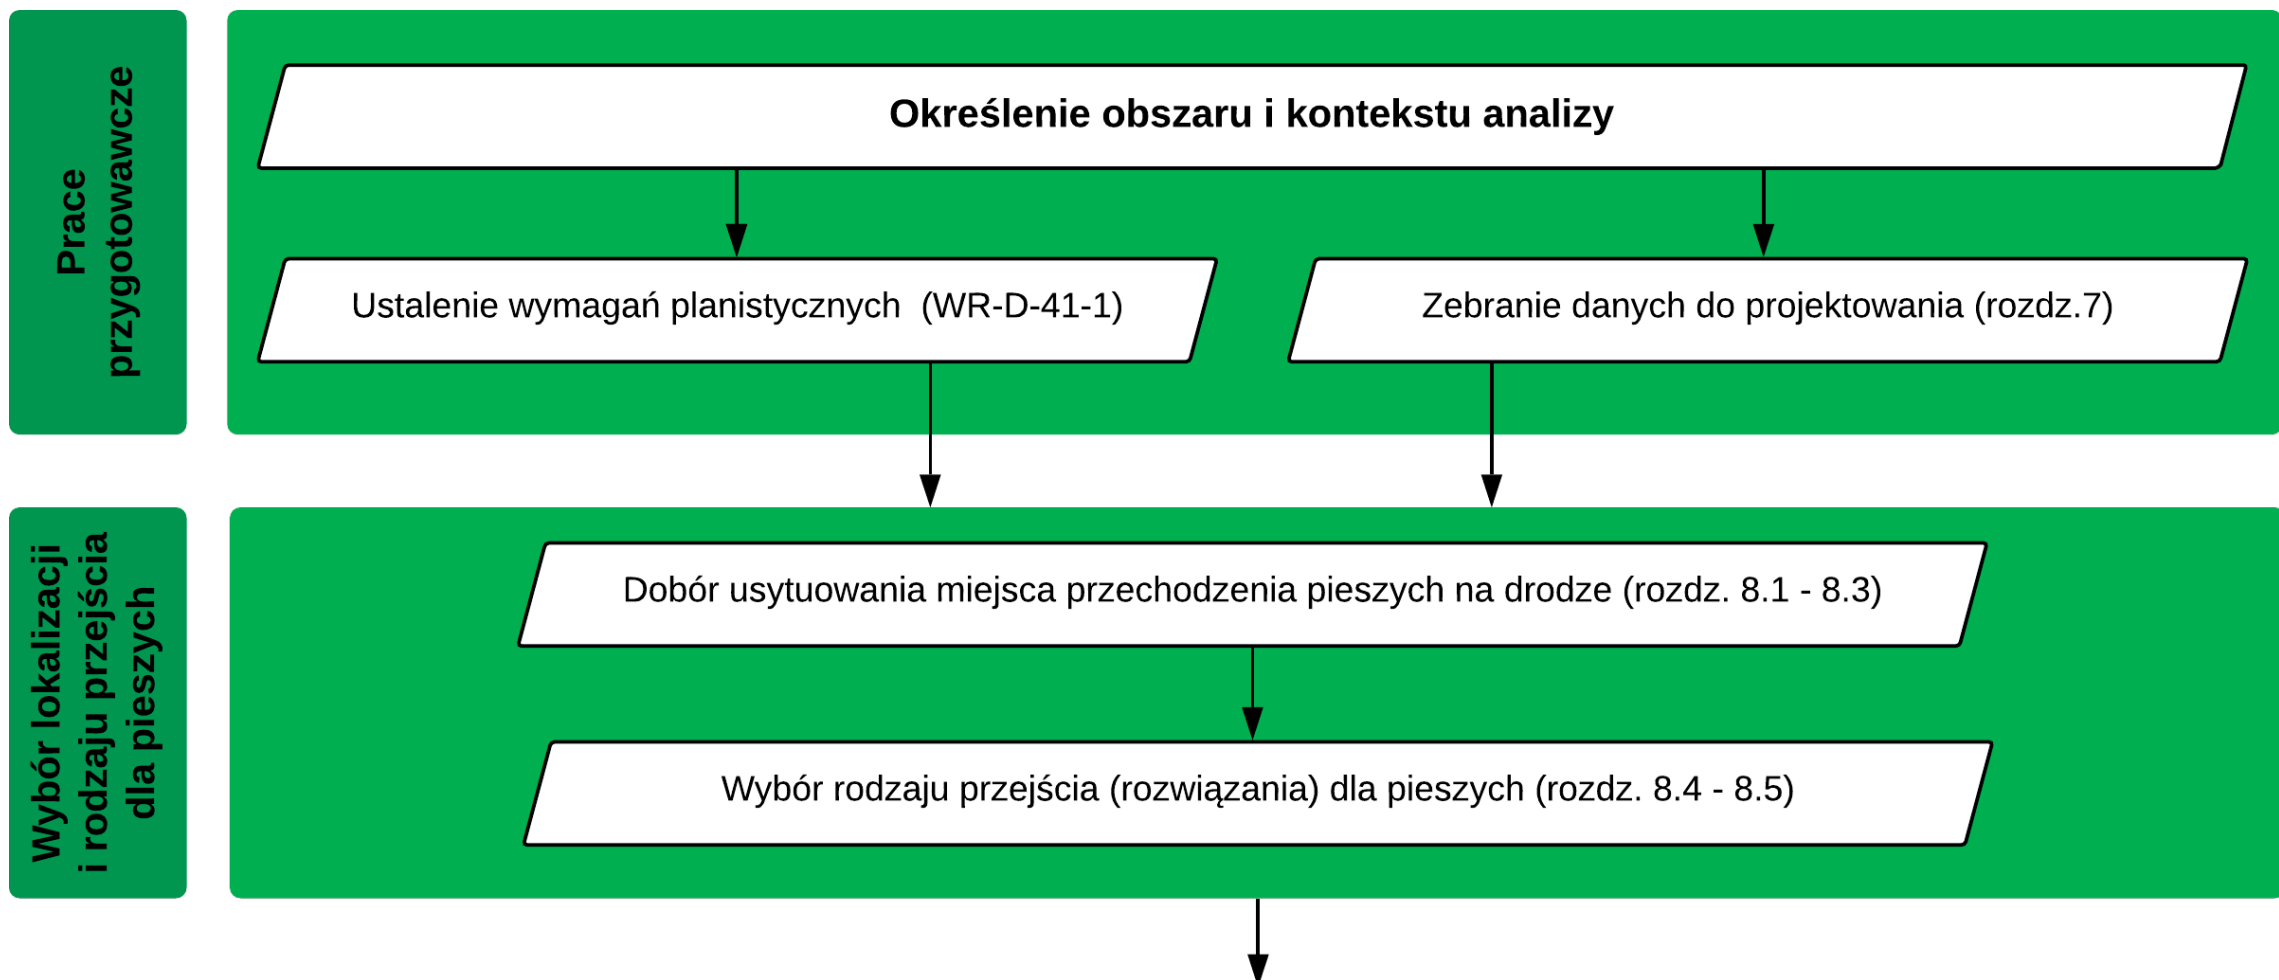 Prace
przygotowawcze
Określenie obszaru i kontekstu analizy
Ustalenie wymagań planistycznych  (WR-D-41-1)
Zebranie danych do projektowania (rozdz.7)
Wybór lokalizacji
i rodzaju przejścia
dla pieszych
Dobór usytuowania miejsca przechodzenia pieszych na drodze (rozdz. 8.1 - 8.3)
Wybór rodzaju przejścia (rozwiązania) dla pieszych (rozdz. 8.4 - 8.5)